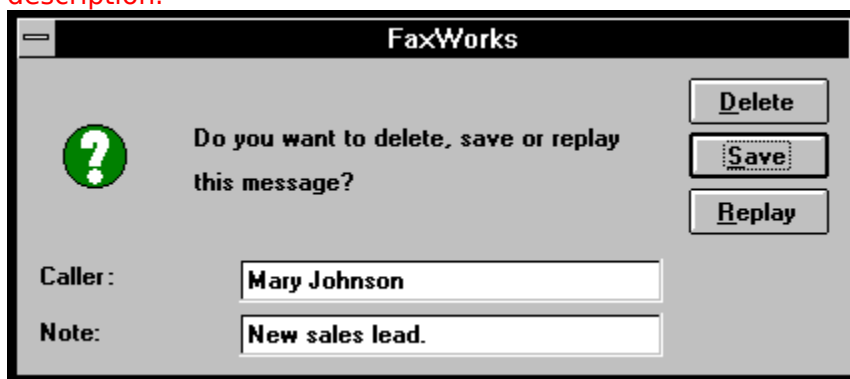 description.
FaxWorks
Do you want to delete, save or replay
this message?
Delete
Save
Replay
Caller:
Mary Johnson
Note:
New sales lead.